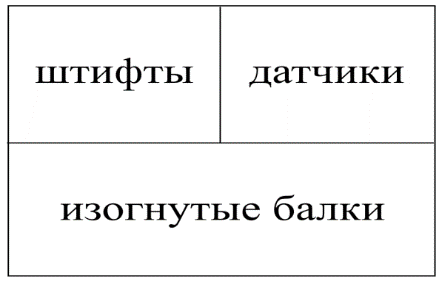 штифты датчики
изогнутые балки